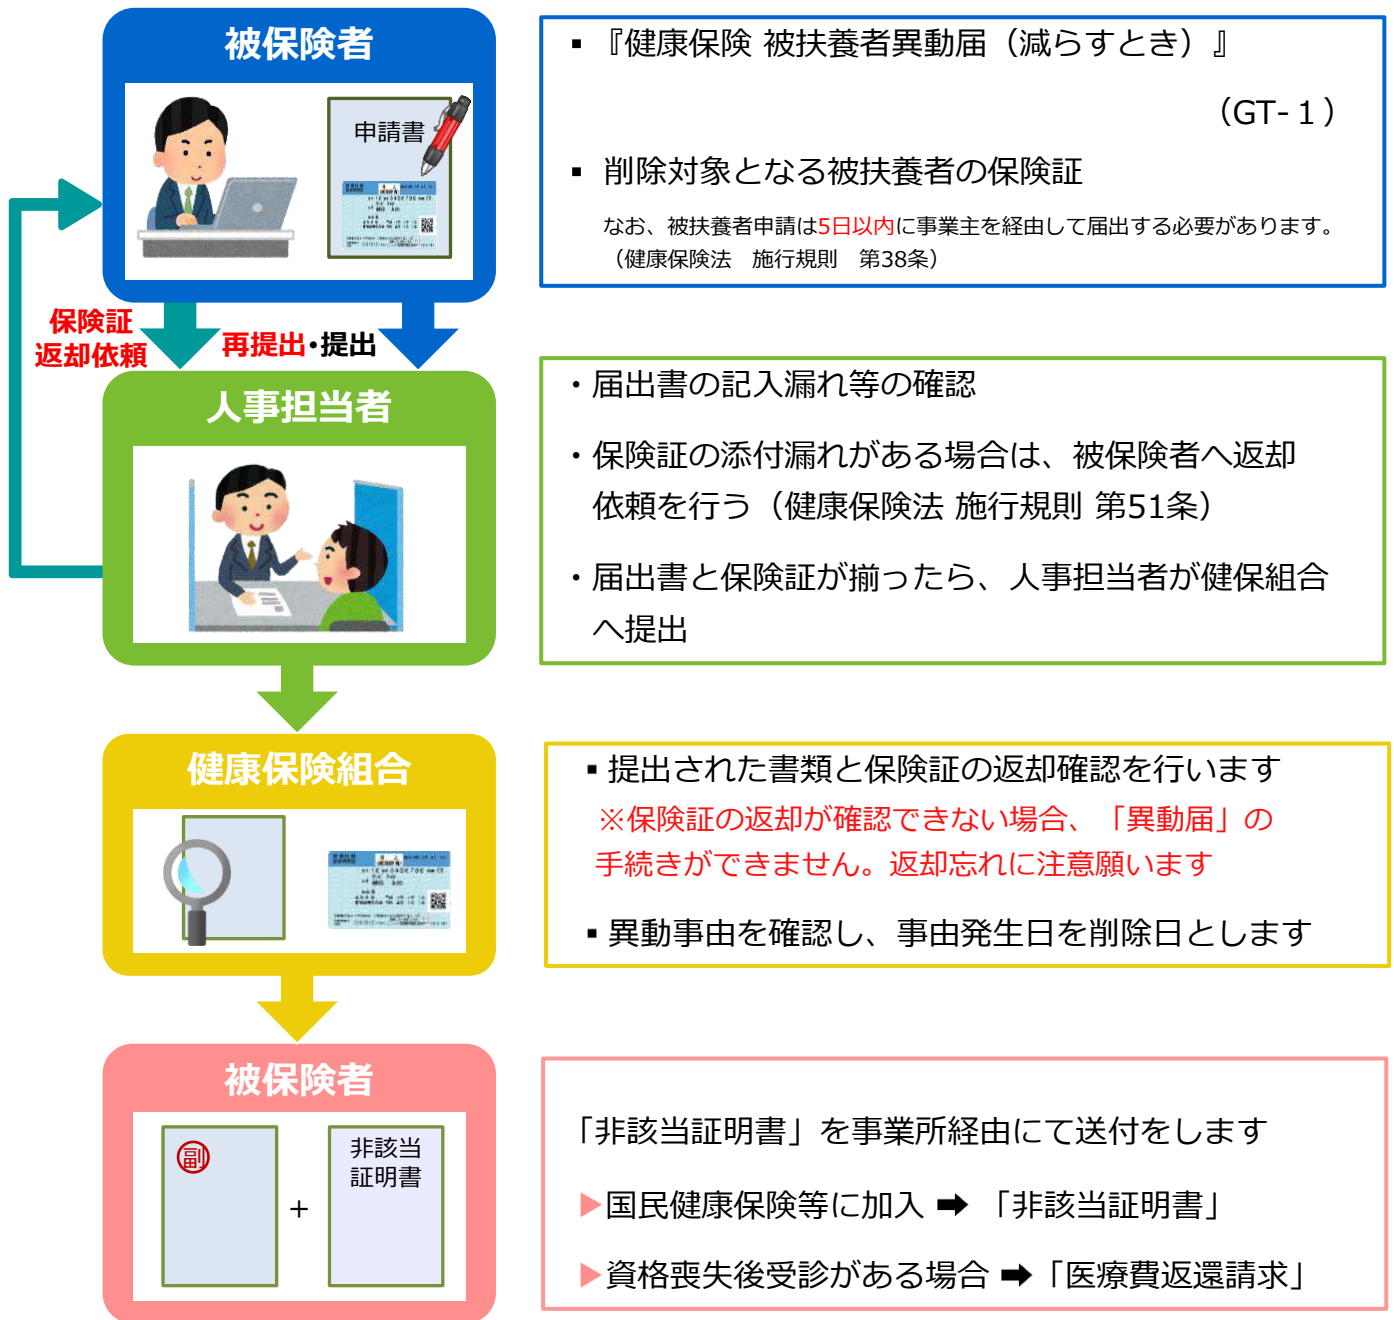 被保険者
申請書
▪ 『健康保険 被扶養者異動届（減らすとき）』
（GT-１）
▪ 削除対象となる被扶養者の保険証
なお、被扶養者申請は5日以内に事業主を経由して届出する必要があります。
（健康保険法　施行規則　第38条）
保険証
返却依頼
再提出・提出
人事担当者
・届出書の記入漏れ等の確認
・保険証の添付漏れがある場合は、被保険者へ返却
依頼を行う（健康保険法 施行規則 第51条）
・届出書と保険証が揃ったら、人事担当者が健保組合
へ提出
健康保険組合
▪提出された書類と保険証の返却確認を行います
※保険証の返却が確認できない場合、「異動届」の
手続きができません。返却忘れに注意願います
▪異動事由を確認し、事由発生日を削除日とします
被保険者
副
+
非該当
証明書
「非該当証明書」を事業所経由にて送付をします
▶国民健康保険等に加入 ➡ 「非該当証明書」
▶資格喪失後受診がある場合 ➡「医療費返還請求」